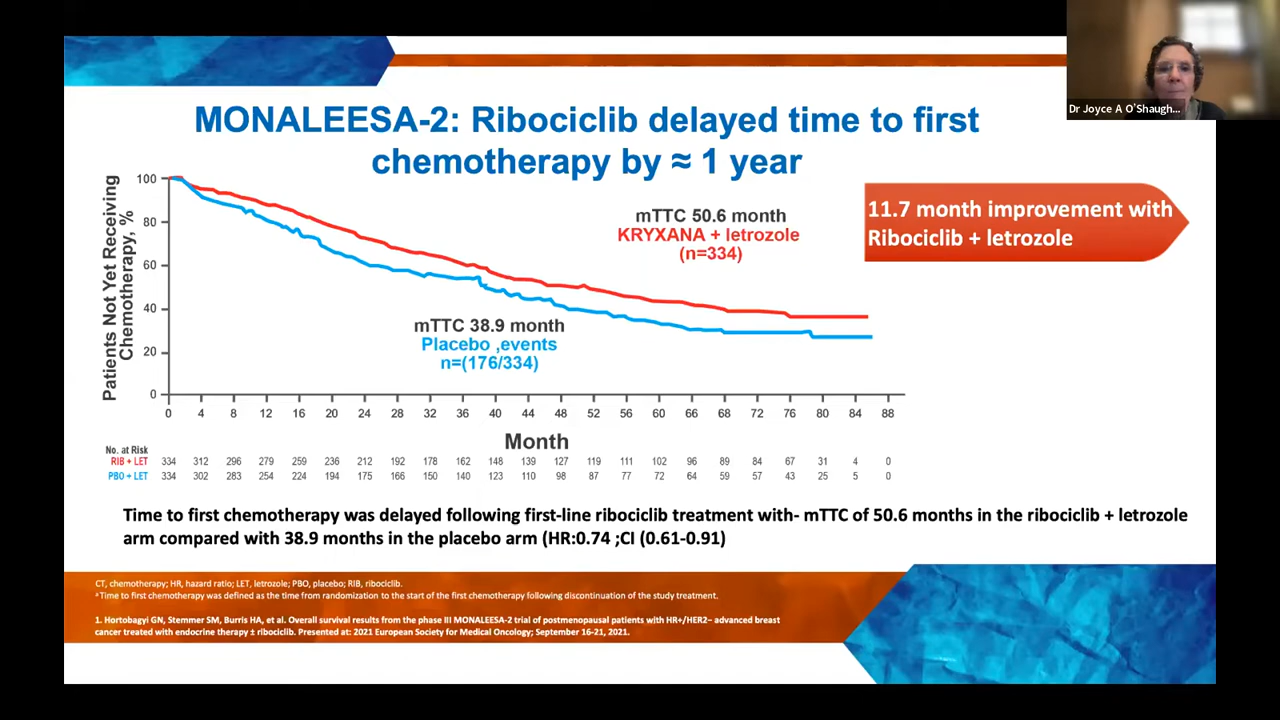 Dr Joyce A O'Shaugh...
MONALEESA-2: Ribociclib delayed time to first
chemotherapy by ≈ 1 year
11.7 month improvement with
Ribociclib + letrozole
Patients Not Yet Receiving
Chemotherapy, %
100
80
60
40
20
0
mTTC 50.6 month
KRYXANA + letrozole
(n=334)
mTTC 38.9 month
Placebo ,events
n=(176/334)
0 4 8 12 16 20 24 28 32 36 40 44 48 52 56 60 66 68 72 76 80 84 88
Month
No. at Risk
RIB + LET 334 312 296 279 259 236 212 192 178 162 148 139 127 119 111 102 96 89 84 67 31 4 0
PBO + LET 334 302 283 254 224 194 175 166 150 140 123 110 98 87 77 72 64 59 57 43 25 5 0
Time to first chemotherapy was delayed following first-line ribociclib treatment with- mTTC of 50.6 months in the ribociclib + letrozole
arm compared with 38.9 months in the placebo arm (HR:0.74 ;CI (0.61-0.91)
CT, chemotherapy; HR, hazard ratio; LET, letrozole; PBO, placebo; RIB, ribociclib.
ᵃ Time to first chemotherapy was defined as the time from randomization to the start of the first chemotherapy following discontinuation of the study treatment.
1. Hortobagyi GN, Stemmer SM, Burris HA, et al. Overall survival results from the phase III MONALEESA-2 trial of postmenopausal patients with HR+/HER2− advanced breast
cancer treated with endocrine therapy ± ribociclib. Presented at: 2021 European Society for Medical Oncology; September 16-21, 2021.